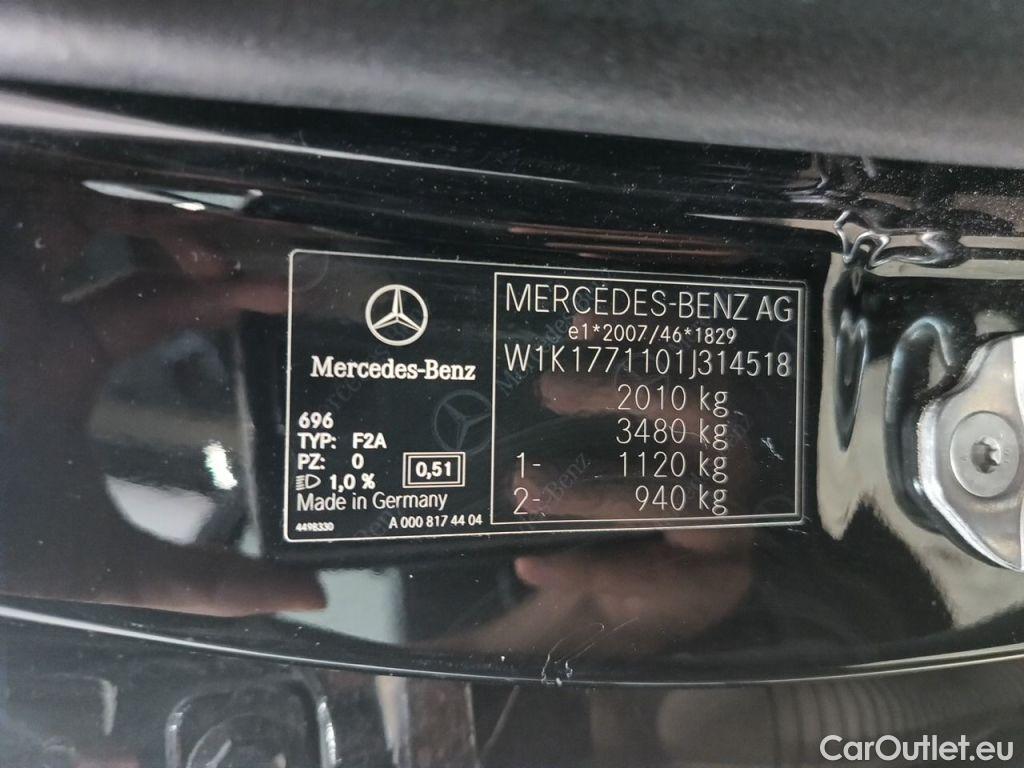 Mercedes-Benz
696
TYP: F2A
PZ: 0
1,0 %
0,51
Made in Germany
449B330
A 000 817 44 04
MERCEDES-BENZ AG
e1*2007/46*1829
W1K1771101J314518
2010 kg
3480 kg
1- 1120 kg
2- 940 kg
CarOutlet.eu